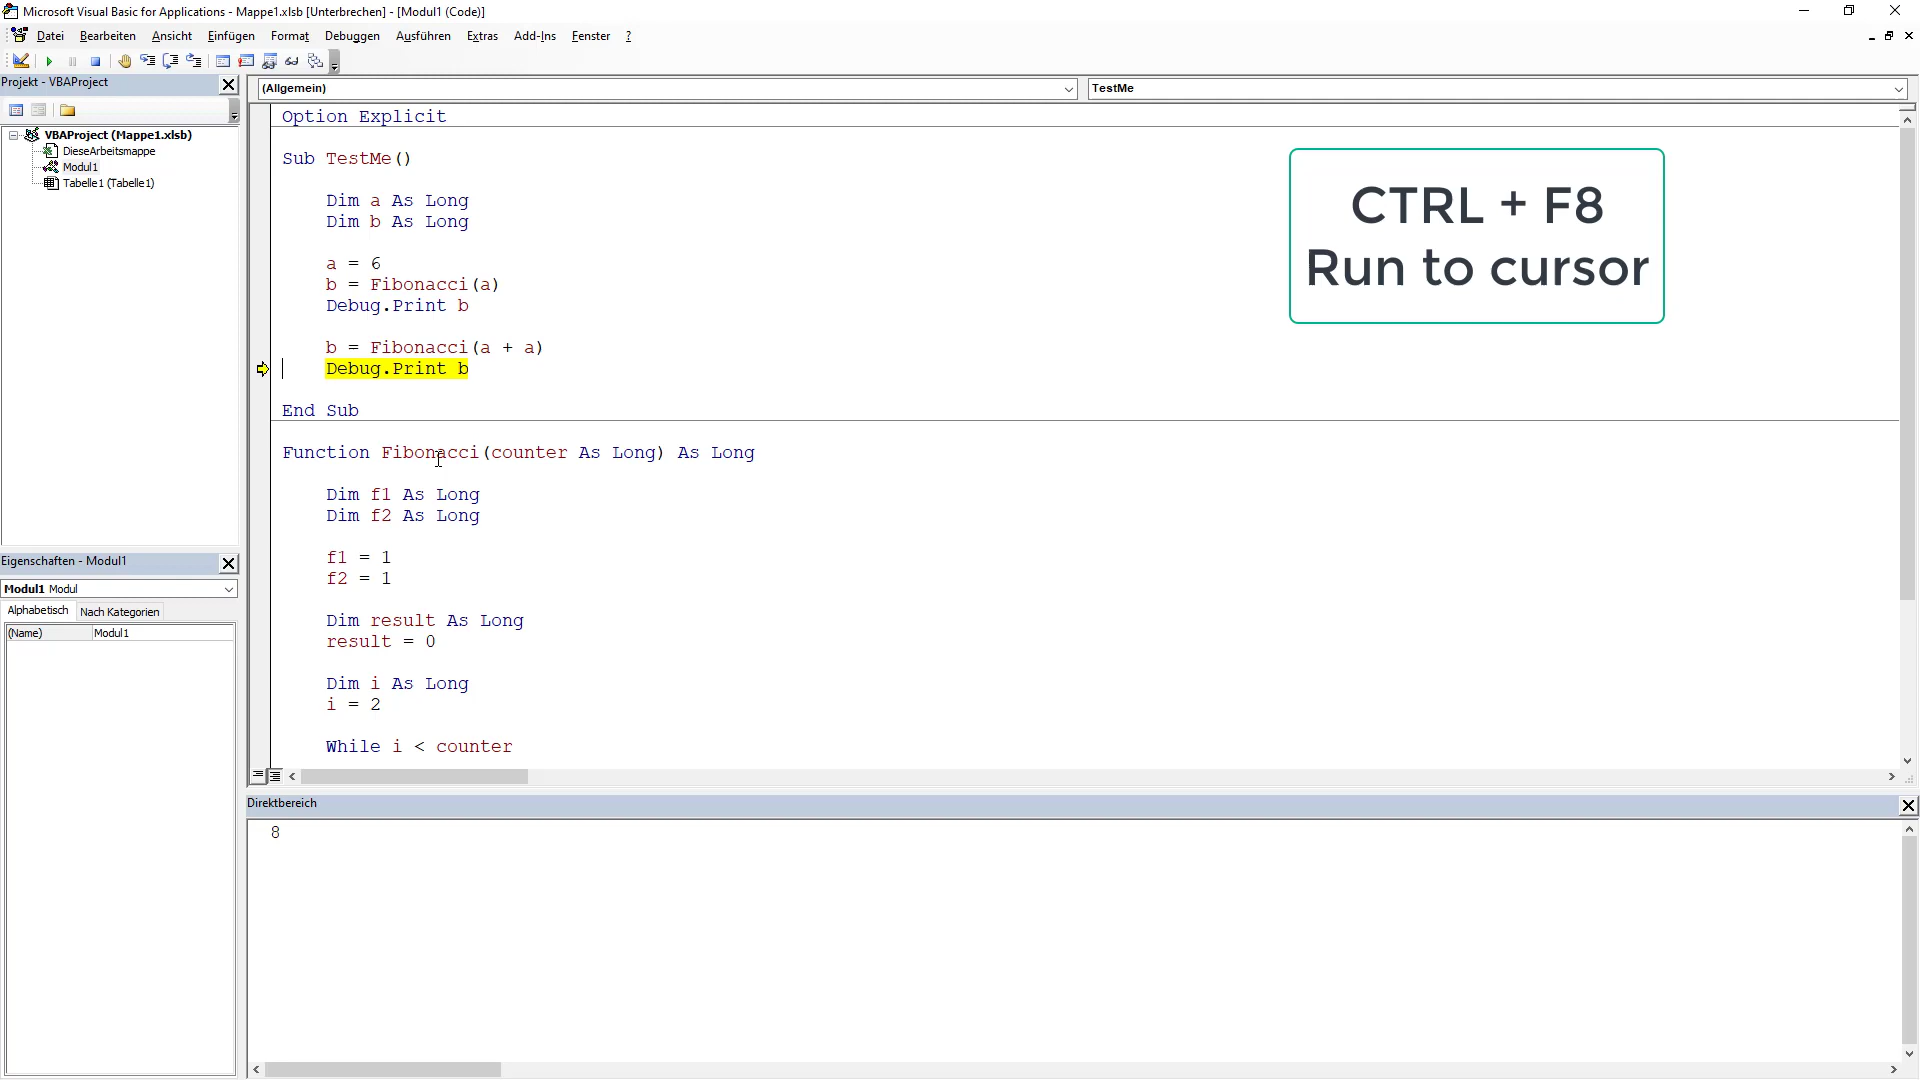 Microsoft Visual Basic for Applications - Mappe1.xlsb [Unterbrechen] - [Modul1 (Code)]
Datei Bearbeiten Ansicht Einfügen Format Debuggen Ausführen Extras Add-Ins Fenster ?
Projekt - VBAProject
VBAProject (Mappe1.xlsb)
DieseArbeitsmappe
Modul1
Tabelle1 (Tabelle1)
Eigenschaften - Modul1
Modul1 Modul
Alphabetisch Nach Kategorien
(Name) Modul1
(Allgemein) TestMe
Option Explicit
Sub TestMe()
Dim a As Long
Dim b As Long
a = 6
b = Fibonacci(a)
Debug.Print b
b = Fibonacci(a + a)
Debug.Print b
End Sub
Function Fibonacci(counter As Long) As Long
Dim f1 As Long
Dim f2 As Long
f1 = 1
f2 = 1
Dim result As Long
result = 0
Dim i As Long
i = 2
While i < counter
CTRL + F8
Run to cursor
Direktbereich
8